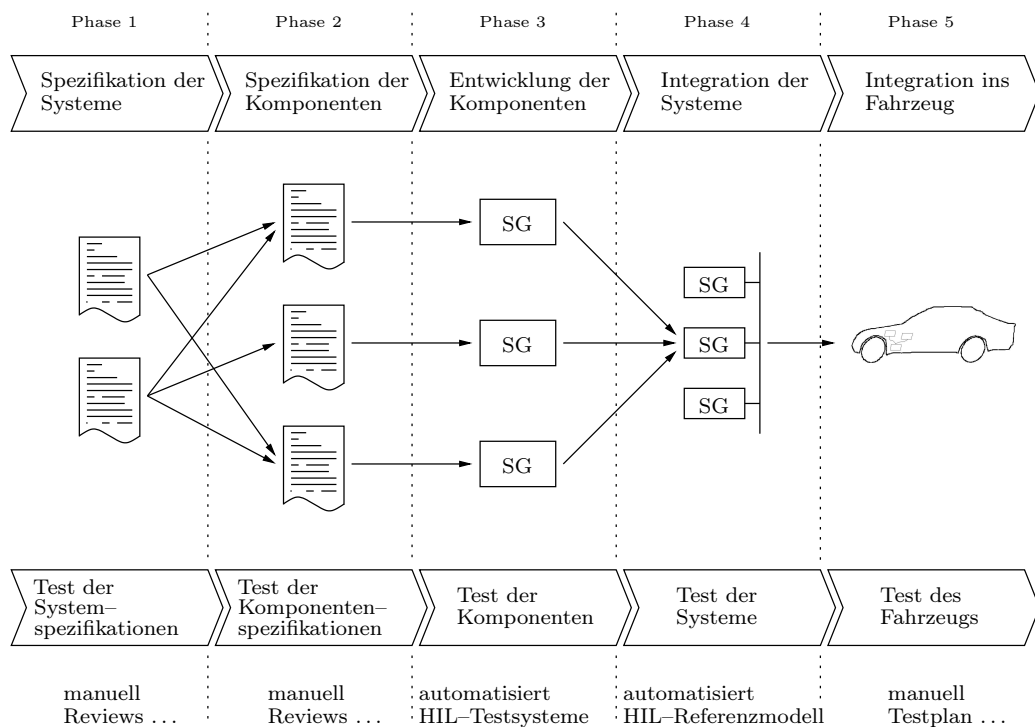 Phase 1
Phase 2
Phase 3
Phase 4
Phase 5
Spezifikation der
Systeme
Spezifikation der
Komponenten
Entwicklung der
Komponenten
Integration der
Systeme
Integration ins
Fahrzeug
SG
SG
SG
SG
SG
SG
Test der
System–
spezifikationen
Test der
Komponenten–
spezifikationen
Test der
Komponenten
Test der
Systeme
Test des
Fahrzeugs
manuell
Reviews ...
manuell
Reviews ...
automatisiert
HIL–Testsysteme
automatisiert
HIL–Referenzmodell
manuell
Testplan ...